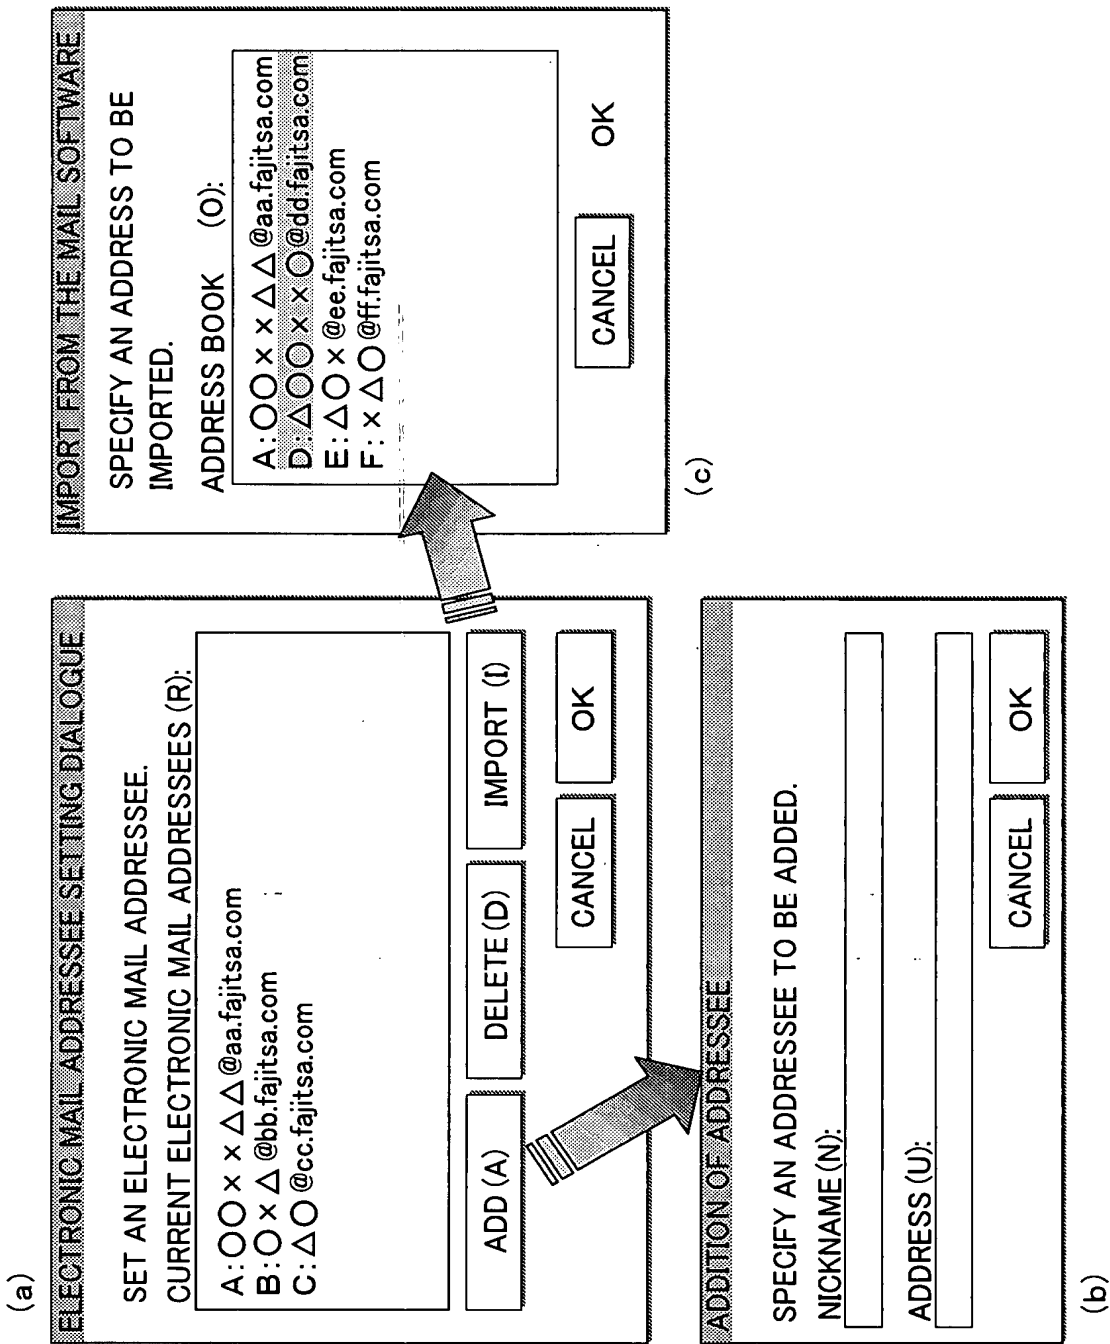 (a)
ELECTRONIC MAIL ADDRESSEE SETTING DIALOGUE
SET AN ELECTRONIC MAIL ADDRESSEE.
CURRENT ELECTRONIC MAIL ADDRESSEES (R):
A:○○××△△@aa.fajitsa.com
B:○×△@bb.fajitsa.com
C:△○@cc.fajitsa.com
ADD (A)
DELETE (D)
IMPORT (I)
CANCEL
OK
(b)
ADDITION OF ADDRESSEE
SPECIFY AN ADDRESSEE TO BE ADDED.
NICKNAME (N):
ADDRESS (U):
CANCEL
OK
(c)
IMPORT FROM THE MAIL SOFTWARE
SPECIFY AN ADDRESS TO BE
IMPORTED.
ADDRESS BOOK (O):
A:○○××△△@aa.fajitsa.com
D:△○○××○@dd.fajitsa.com
E:△○×@ee.fajitsa.com
F:×△○@ff.fajitsa.com
CANCEL
OK